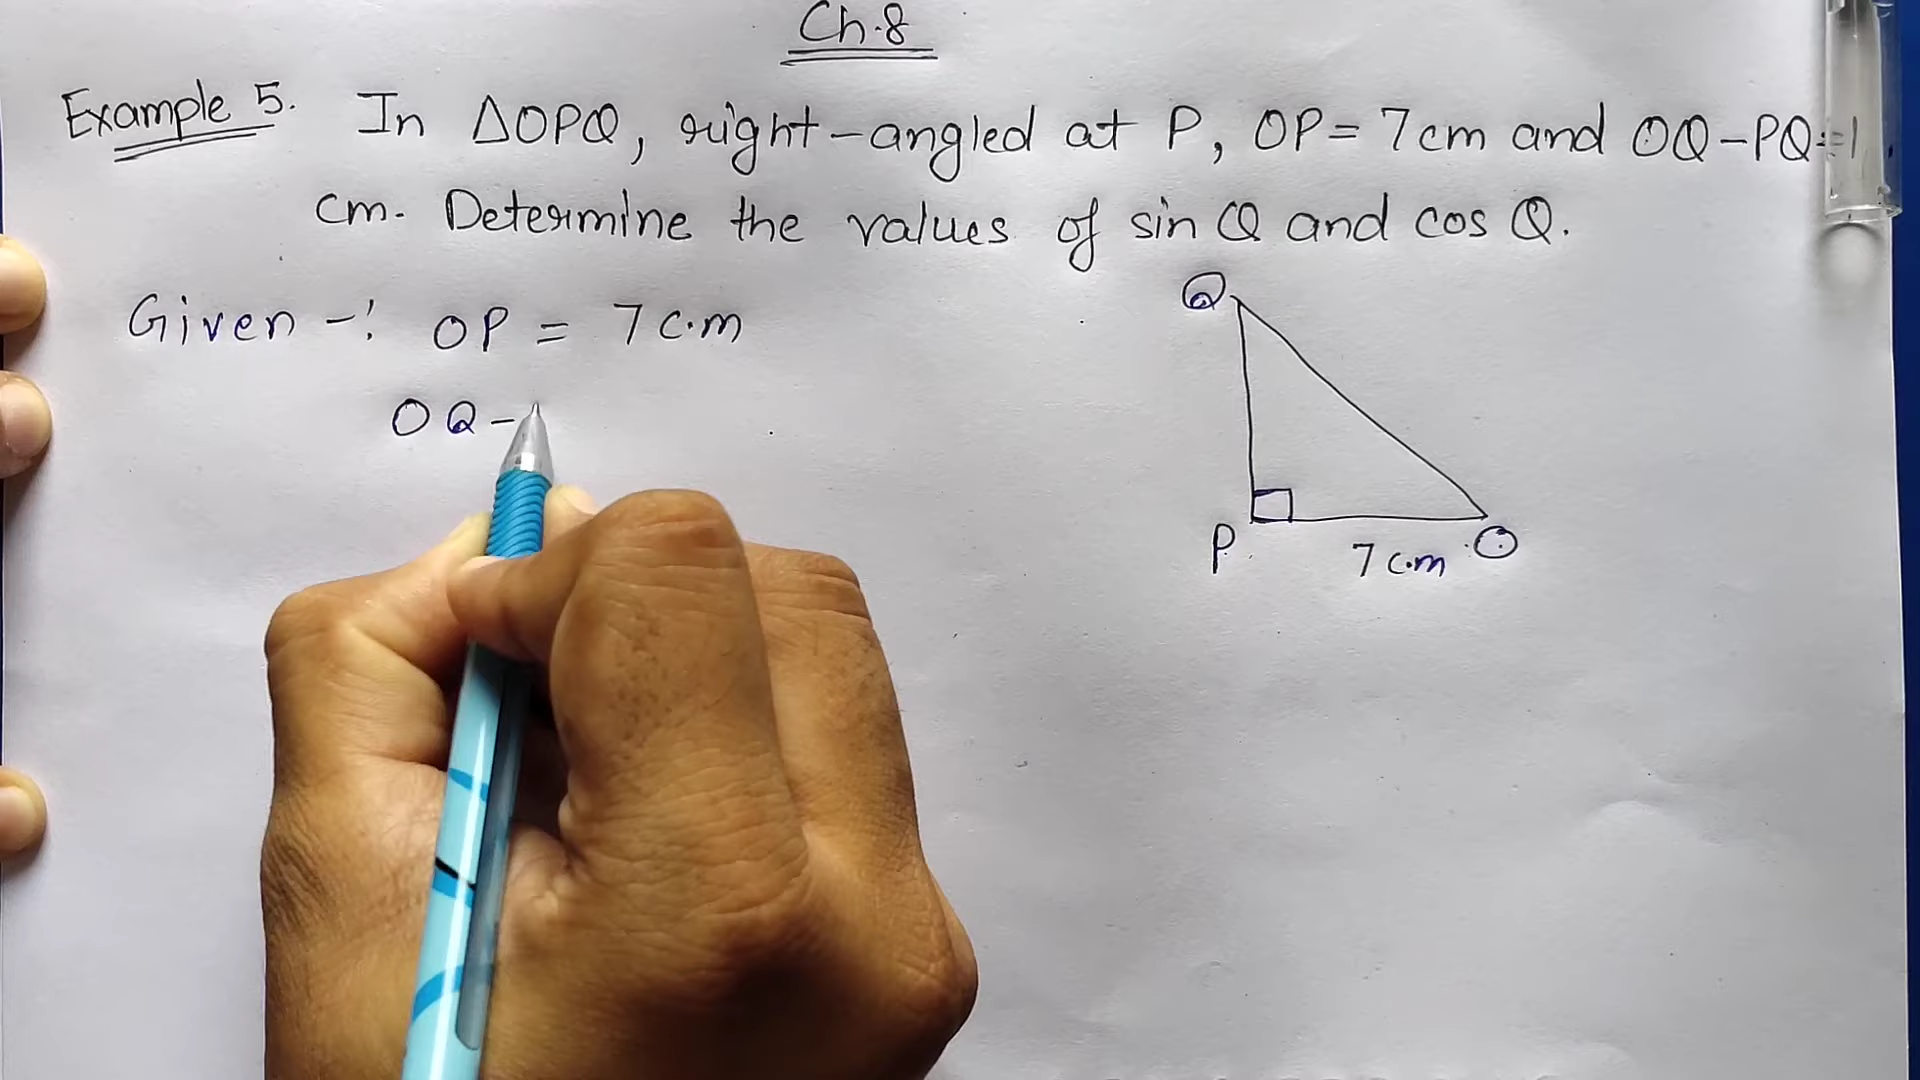 Ch.8
Example 5. In ΔOPQ, right-angled at P, OP = 7cm and OQ-PQ=1
cm. Determine the values of sin Q and cos Q.
Given -: OP = 7 c.m
OQ -
Q
P
7 c.m
O